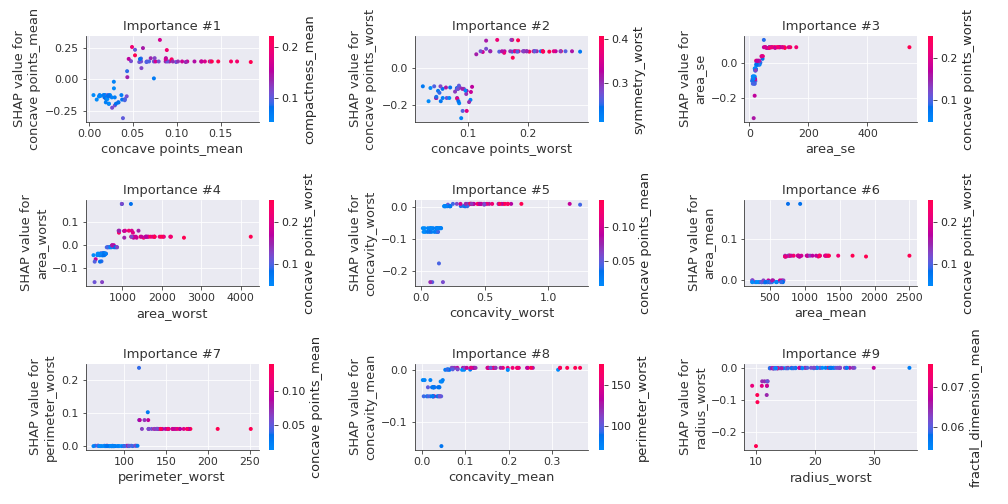 Importance #1
Importance #2
Importance #3
SHAP value for
concave points_mean
0.25
0.00
−0.25
0.00
0.05
0.10
0.15
concave points_mean
0.2
0.1
compactness_mean
SHAP value for
concave points_worst
0.0
−0.2
0.1
0.2
concave points_worst
0.4
0.3
symmetry_worst
SHAP value for
area_se
0.0
−0.2
0
200
400
area_se
0.2
0.1
concave points_worst
Importance #4
Importance #5
Importance #6
SHAP value for
area_worst
0.1
0.0
−0.1
1000
2000
3000
4000
area_worst
0.2
0.1
concave points_worst
SHAP value for
concavity_worst
0.0
−0.1
−0.2
0.0
0.5
1.0
concavity_worst
0.10
0.05
concave points_mean
SHAP value for
area_mean
0.1
0.0
500
1000
1500
2000
2500
area_mean
0.2
0.1
concave points_worst
Importance #7
Importance #8
Importance #9
SHAP value for
perimeter_worst
0.2
0.1
0.0
100
150
200
250
perimeter_worst
0.10
0.05
concave points_mean
SHAP value for
concavity_mean
0.0
−0.1
0.0
0.1
0.2
0.3
concavity_mean
150
100
perimeter_worst
SHAP value for
radius_worst
0.0
−0.1
−0.2
10
20
30
radius_worst
0.07
0.06
fractal_dimension_mean